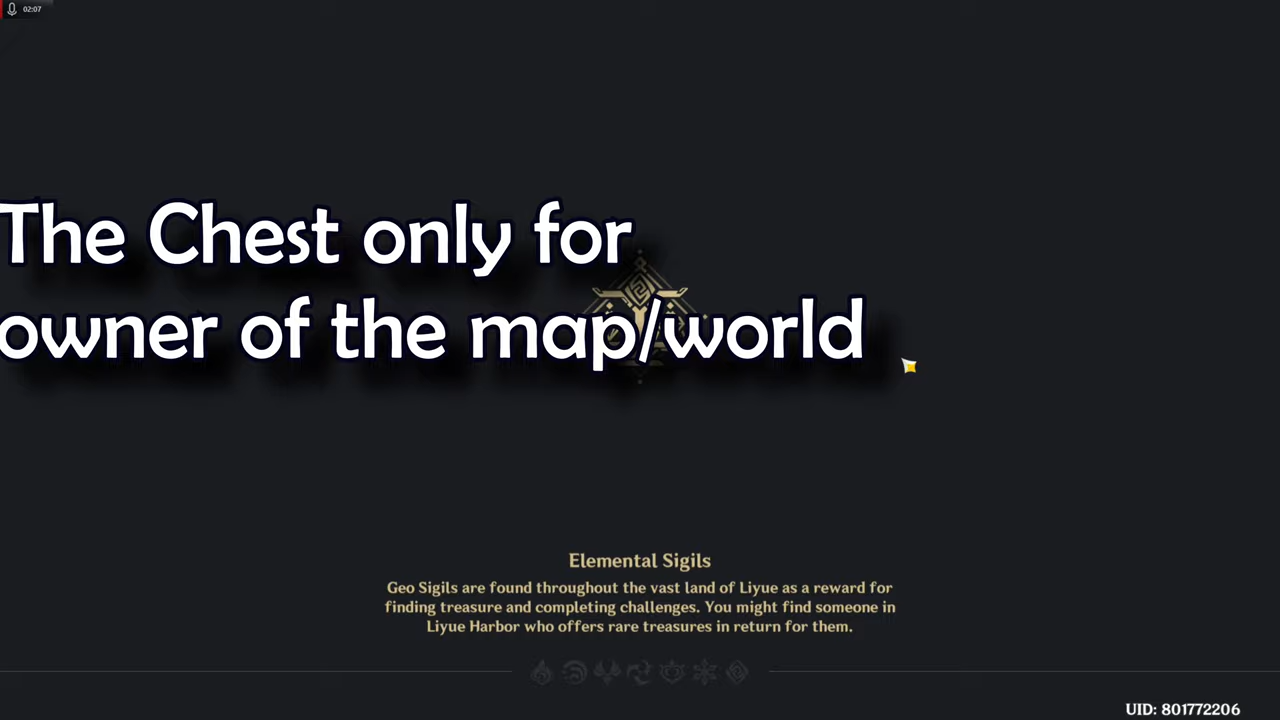 02:07
The Chest only for
owner of the map/world
Elemental Sigils
Geo Sigils are found throughout the vast land of Liyue as a reward for
finding treasure and completing challenges. You might find someone in
Liyue Harbor who offers rare treasures in return for them.
UID: 801772206